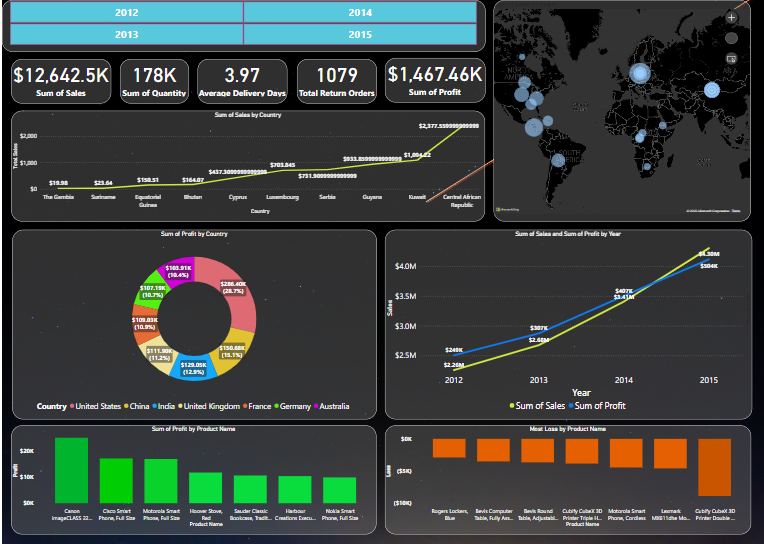 2012
2014
2013
2015
$12,642.5K
Sum of Sales
178K
Sum of Quantity
3.97
Average Delivery Days
1079
Total Return Orders
$1,467.46K
Sum of Profit
Sum of Sales by Country
Total Sales
$2,000
$1,000
$0
$19.98
$23.64
$150.51
$164.07
$437.3099999999999
$703.845
$731.9099999999999
$933.8599999999999
$1,094.22
The Gambia
Suriname
Equatorial
Guinea
Bhutan
Cyprus
Luxembourg
Serbia
Guyana
Kuwait
Central African
Republic
Country
Sum of Profit by Country
$286.40K
(28.7%)
$150.68K
(15.1%)
$129.05K
(12.9%)
$111.90K
(11.2%)
$109.03K
(10.9%)
$107.19K
(10.7%)
$103.91K
(10.4%)
Country United States China India United Kingdom France Germany Australia
Sum of Sales and Sum of Profit by Year
Sales
$4.0M
$3.5M
$3.0M
$2.5M
$249K
$2.26M
$307K
$2.68M
$407K
$3.41M
$4.30M
$504K
2012
2013
2014
2015
Year
Sum of Sales Sum of Profit
Sum of Profit by Product Name
Profit
$20K
$10K
$0K
Canon
imageCLASS 22...
Cisco Smart
Phone, Full Size
Motorola Smart
Phone, Full Size
Hoover Stove,
Red
Sauder Classic
Bookcase, Tradit...
Harbour
Creations Execu...
Nokia Smart
Phone, Full Size
Product Name
Most Loss by Product Name
Loss
$0K
($5K)
($10K)
Rogers Lockers,
Blue
Bevis Computer
Table, Fully Ass...
Bevis Round
Table, Adjustabl...
Cubify CubeX 3D
Printer Triple H...
Motorola Smart
Phone, Cordless
Lexmark
MX611dhe Mo...
Cubify CubeX 3D
Printer Double ...
Product Name